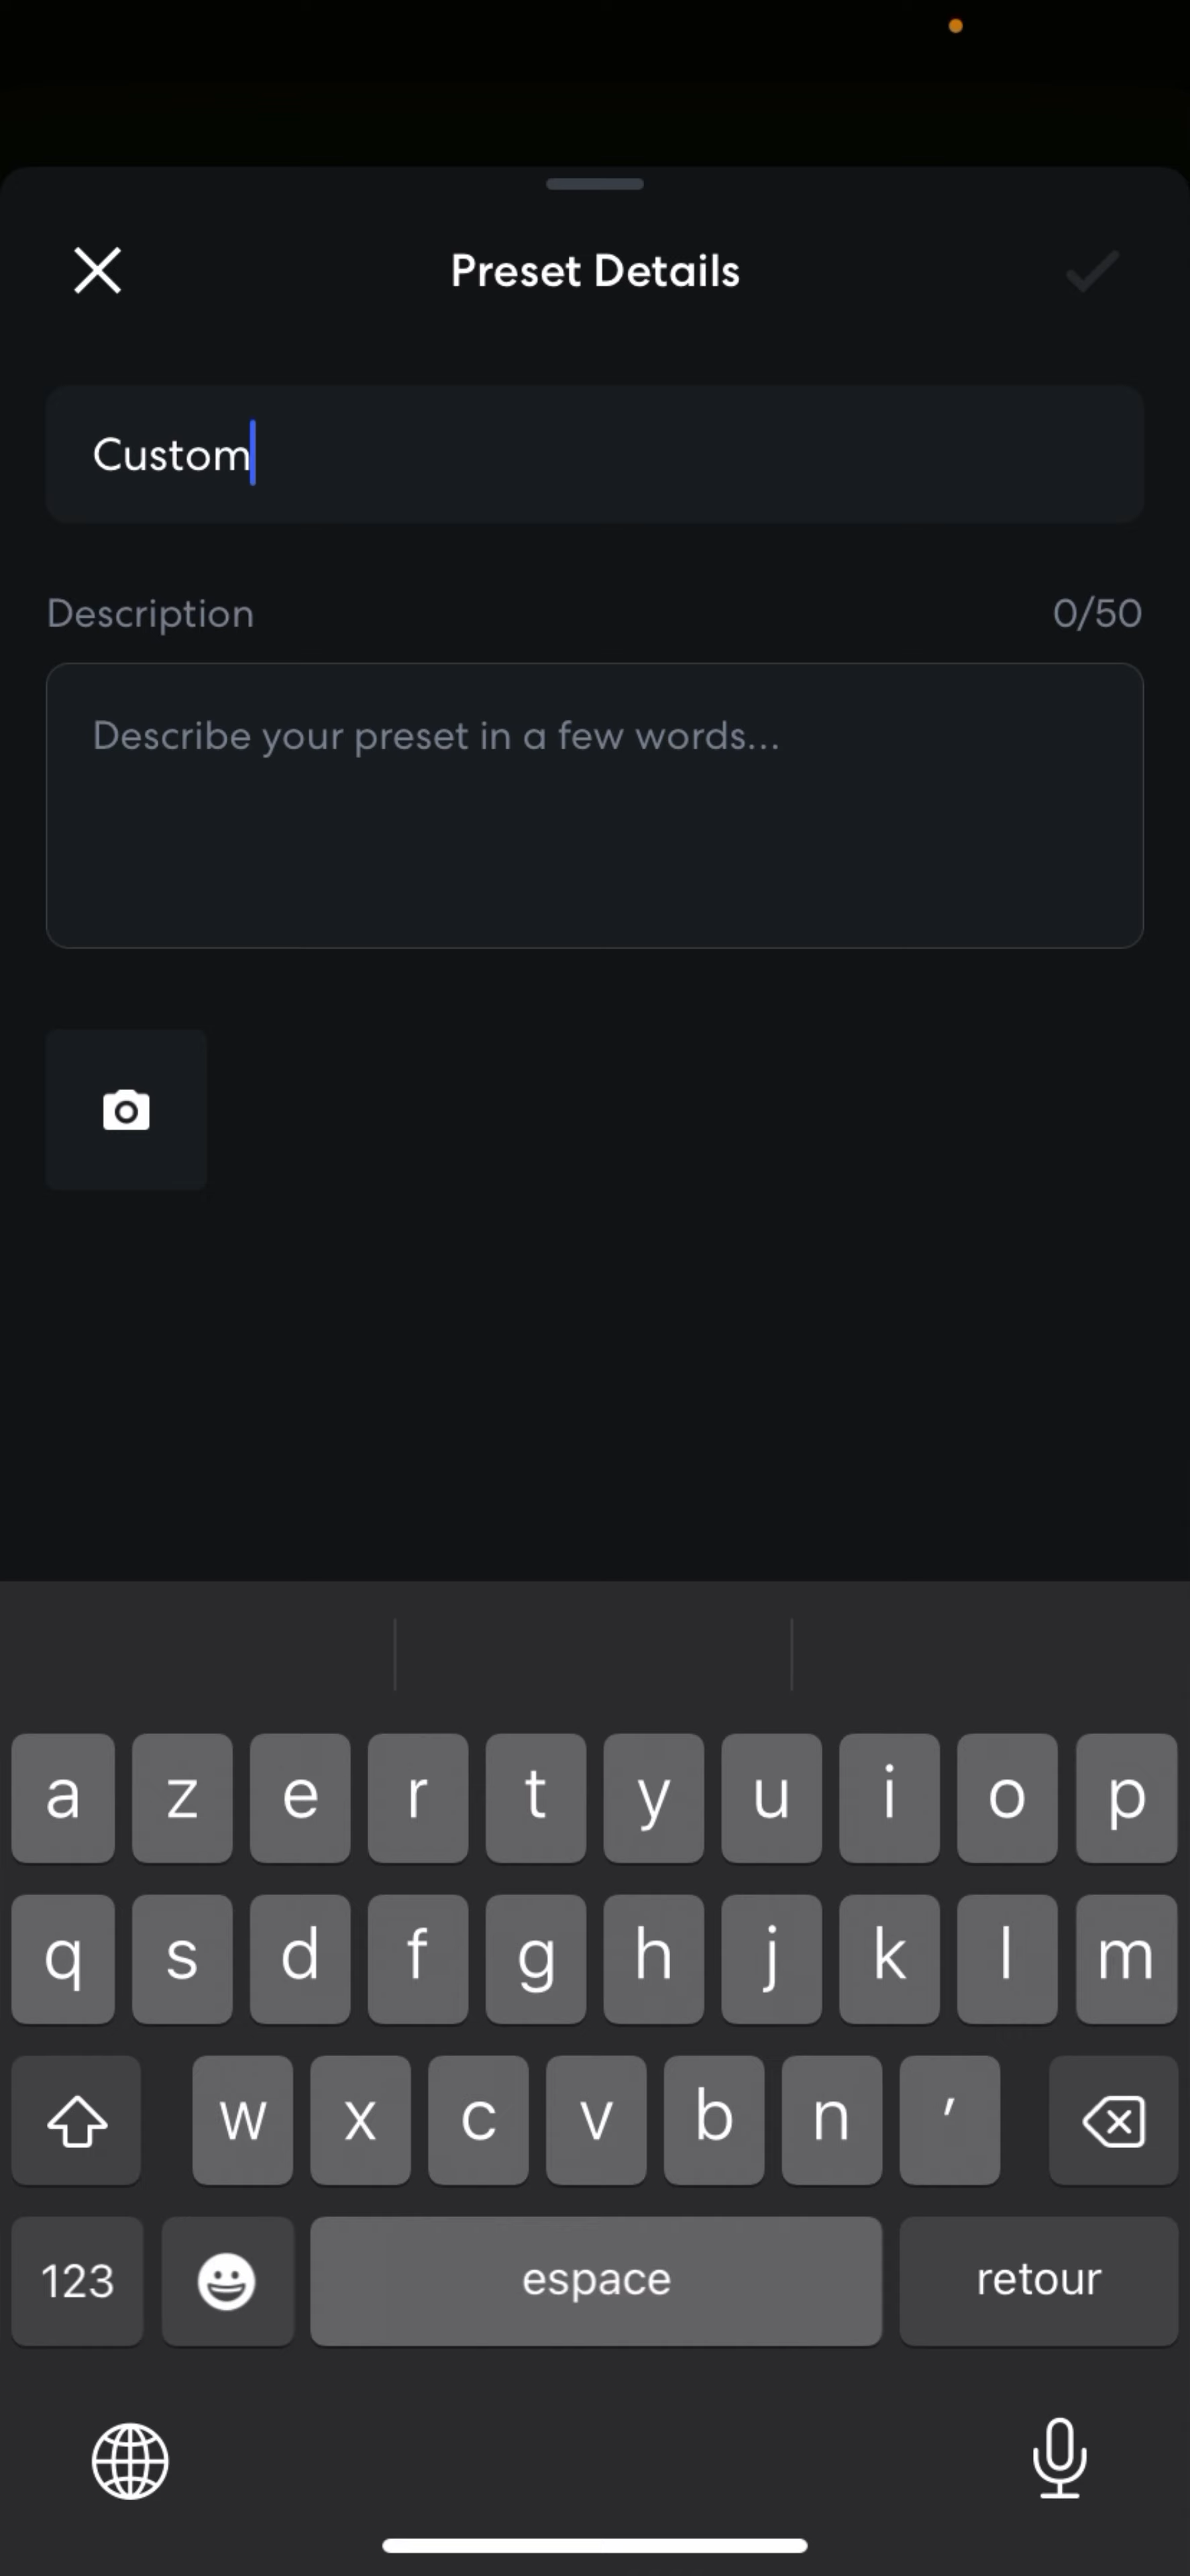 Preset Details
Custom
Description 0/50
Describe your preset in a few words...
a z e r t y u i o p
q s d f g h j k l m
w x c v b n ′
123 espace retour